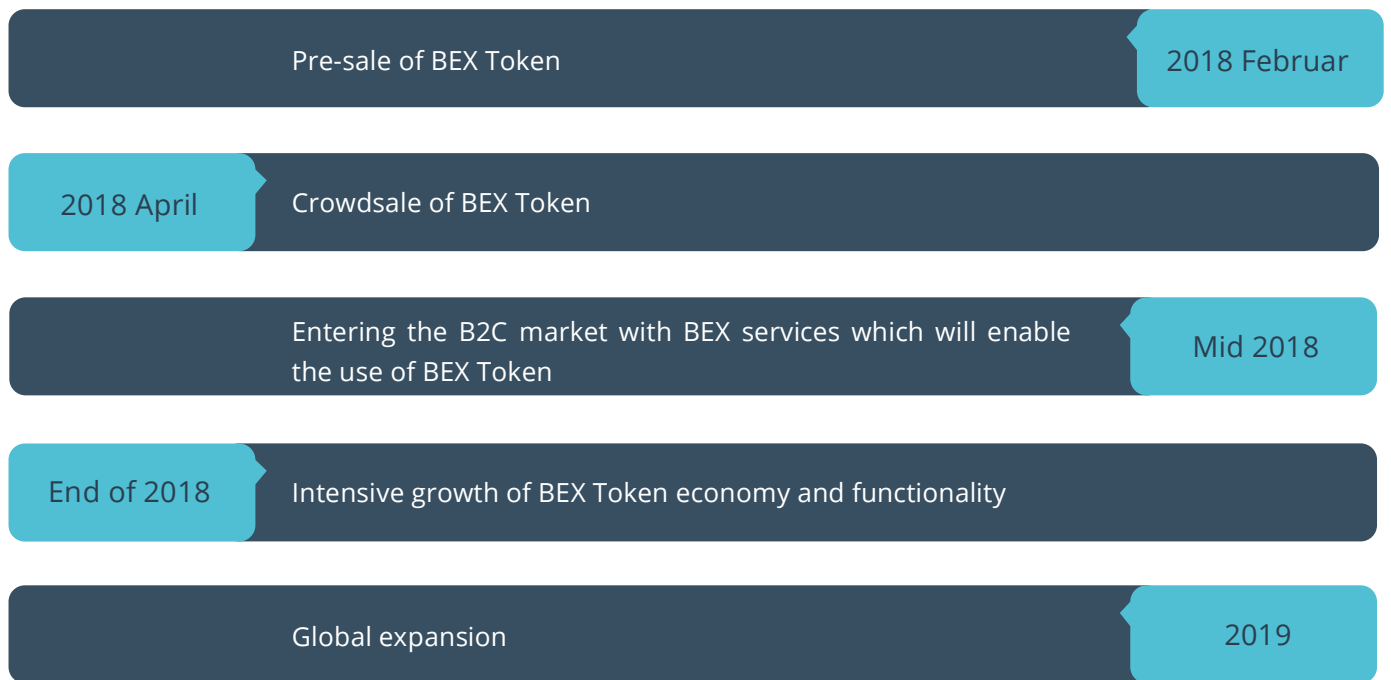 Pre-sale of BEX Token
2018 Februar
2018 April
Crowdsale of BEX Token
Entering the B2C market with BEX services which will enable
the use of BEX Token
Mid 2018
End of 2018
Intensive growth of BEX Token economy and functionality
Global expansion
2019